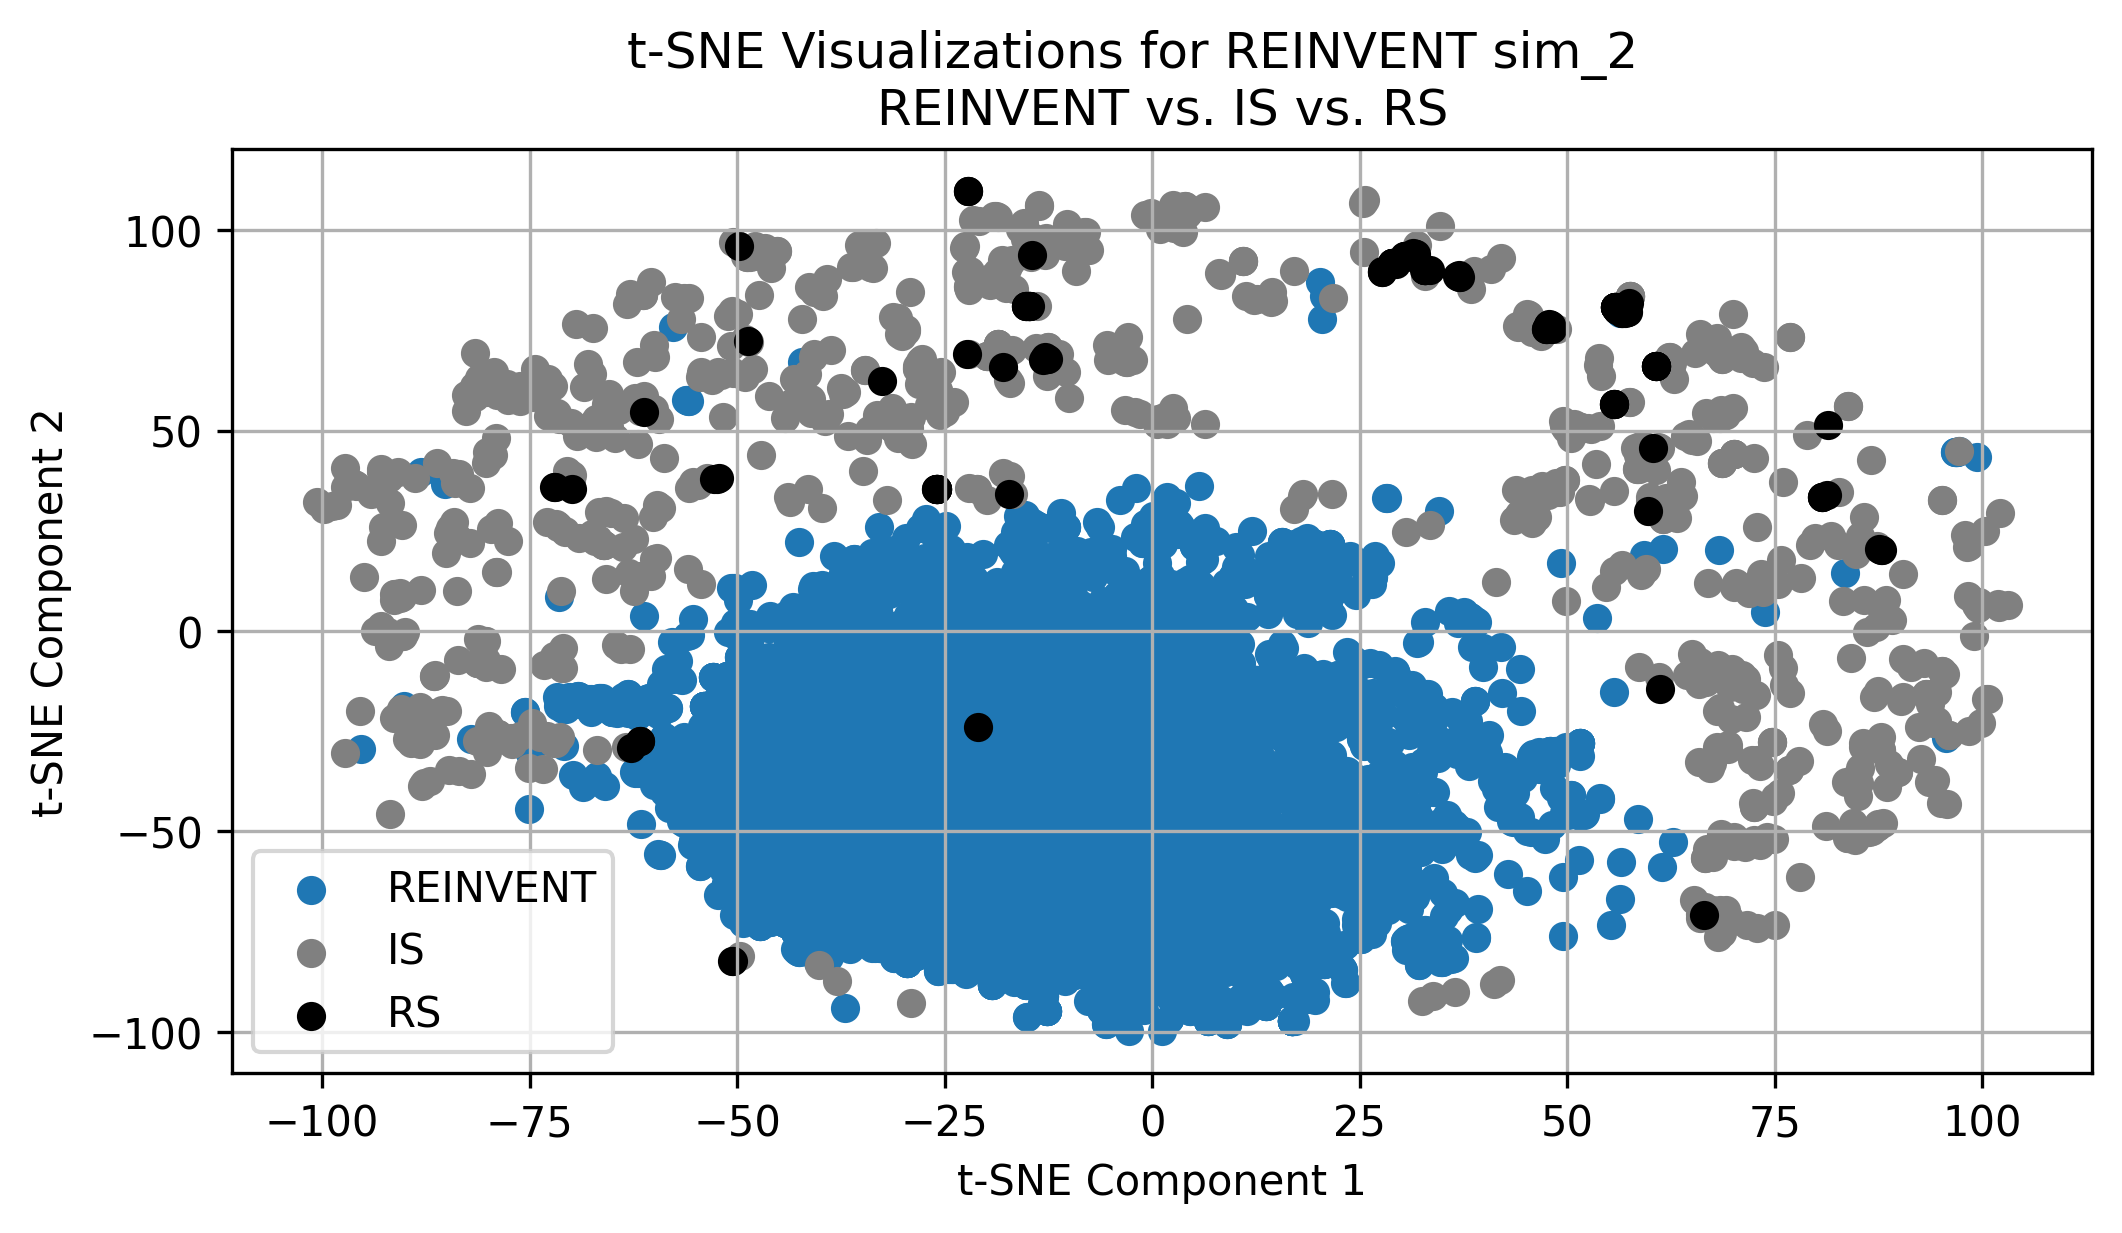 t-SNE Visualizations for REINVENT sim_2
REINVENT vs. IS vs. RS
t-SNE Component 2
100
50
0
−50
−100
REINVENT
IS
RS
−100
−75
−50
−25
0
25
50
75
100
t-SNE Component 1